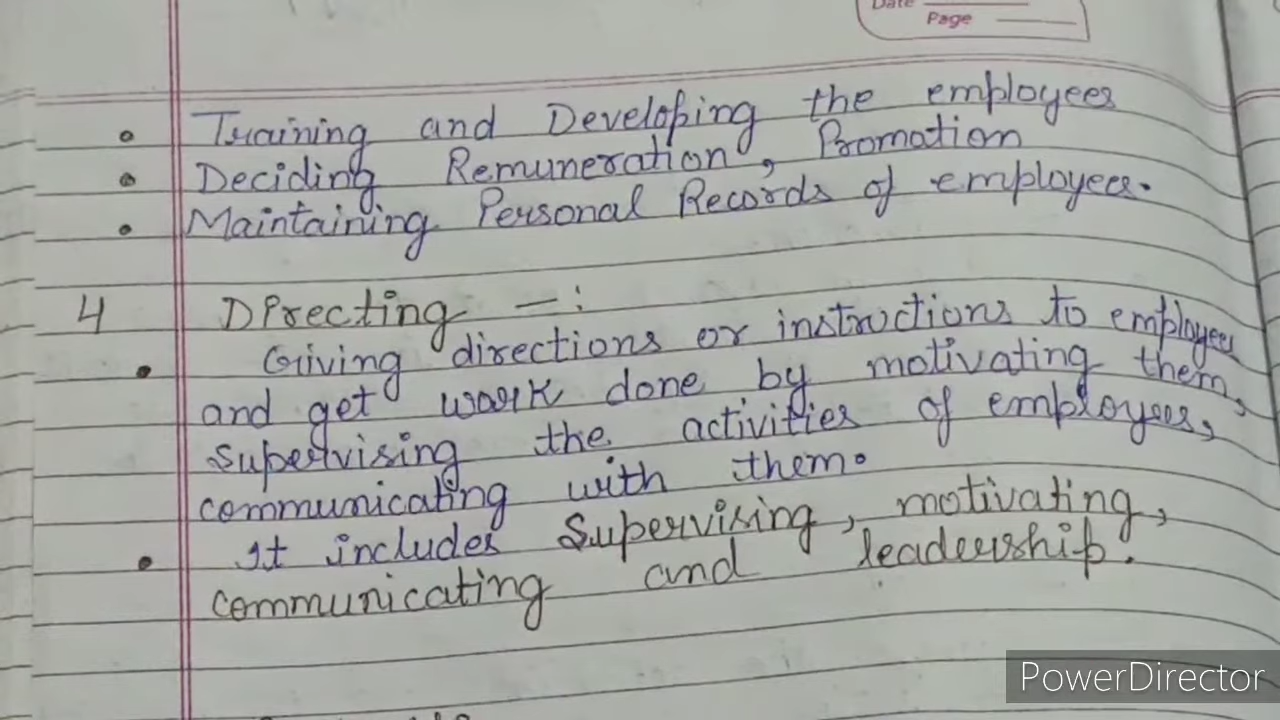 Date
Page
• Training and Developing the employees
• Deciding Remuneration, Promotion
• Maintaining Personal Records of employees.
4 Directing —:
• Giving directions or instructions to employees
and get work done by motivating them,
supervising the activities of employees,
communicating with them.
• It includes Supervising, motivating,
communicating and leadership.
PowerDirector